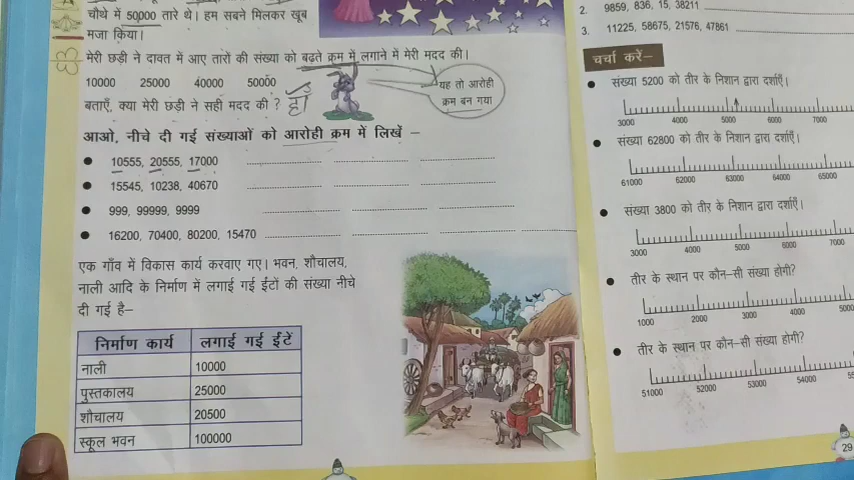 चौथे में 50,000 तारे थे। हम सबने मिलकर खूब
मजा किया।
मेरी छड़ी ने दावत में आए तारों की संख्या को बढ़ते क्रम में लगाने में मेरी मदद की।
10000 25000 40000 50000
यह तो आरोही
क्रम बन गया
बताएँ, क्या मेरी छड़ी ने सही मदद की ? हाँ
आओ, नीचे दी गई संख्याओं को आरोही क्रम में लिखें –
10555, 20555, 17000
15545, 10238, 40670
999, 99999, 9999
16200, 70400, 80200, 15470
एक गाँव में विकास कार्य करवाए गए। भवन, शौचालय,
नाली आदि के निर्माण में लगाई गई ईंटों की संख्या नीचे
दी गई है–
निर्माण कार्य लगाई गई ईंटें
नाली 10000
पुस्तकालय 25000
शौचालय 20500
स्कूल भवन 100000
2. 9859, 836, 15, 38211
3. 11225, 58675, 21576, 47861
चर्चा करें–
संख्या 5200 को तीर के निशान द्वारा दर्शाएँ।
3000 4000 5000 6000 7000
संख्या 62800 को तीर के निशान द्वारा दर्शाएँ।
61000 62000 63000 64000 65000
संख्या 3800 को तीर के निशान द्वारा दर्शाएँ।
3000 4000 5000 6000 7000
तीर के स्थान पर कौन–सी संख्या होगी?
1000 2000 3000 4000 5000
तीर के स्थान पर कौन–सी संख्या होगी?
51000 52000 53000 54000
29